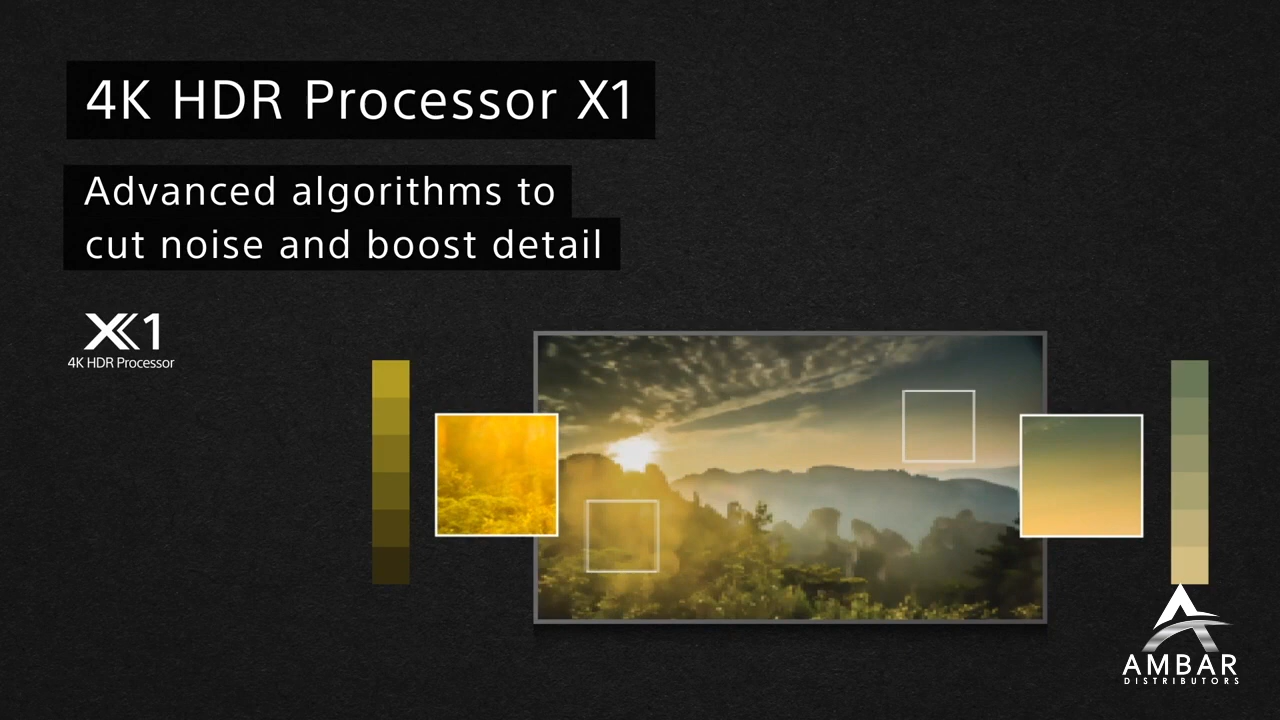 4K HDR Processor X1
Advanced algorithms to
cut noise and boost detail
X1
4K HDR Processor
AMBAR
DISTRIBUTORS